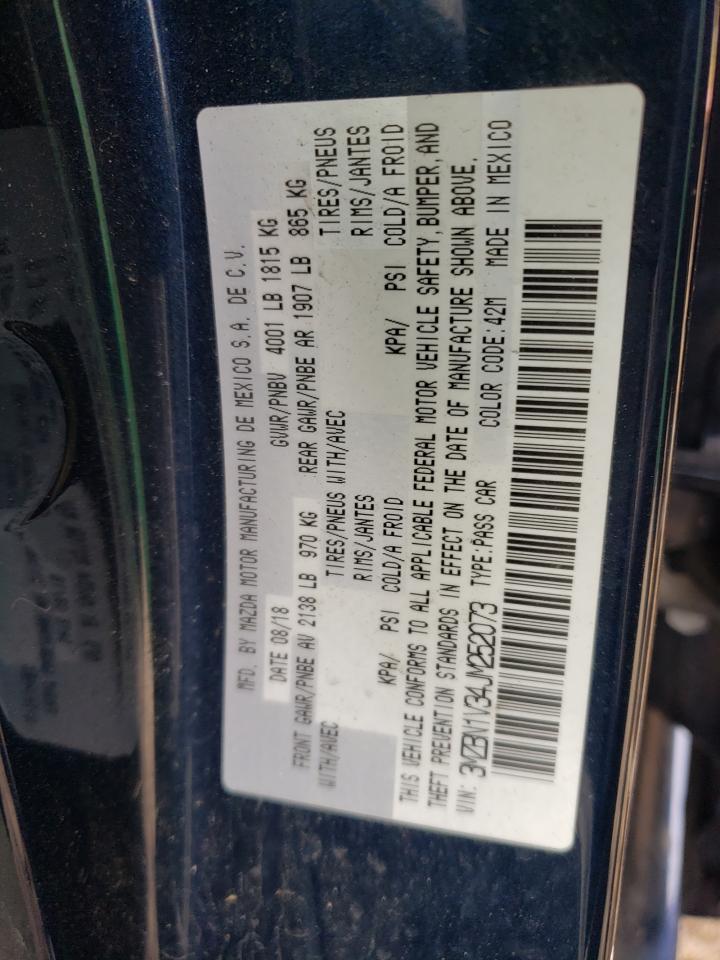 MFD. BY MAZDA MOTOR MANUFACTURING DE MEXICO S.A. DE C.V.
DATE 08/18 GVWR/PNBV 4001 LB 1815 KG
FRONT GAWR/PNBE AV 2138 LB 970 KG REAR GAWR/PNBE AR 1907 LB 865 KG
WITH/AVEC TIRES/PNEUS WITH/AVEC TIRES/PNEUS
RIMS/JANTES RIMS/JANTES
KPA/ PSI COLD/A FROID KPA/ PSI COLD/A FROID
THIS VEHICLE CONFORMS TO ALL APPLICABLE FEDERAL MOTOR VEHICLE SAFETY, BUMPER, AND
THEFT PREVENTION STANDARDS IN EFFECT ON THE DATE OF MANUFACTURE SHOWN ABOVE.
VIN: 3MZBN1V34JM252073 TYPE:PASS CAR COLOR CODE:42M MADE IN MEXICO